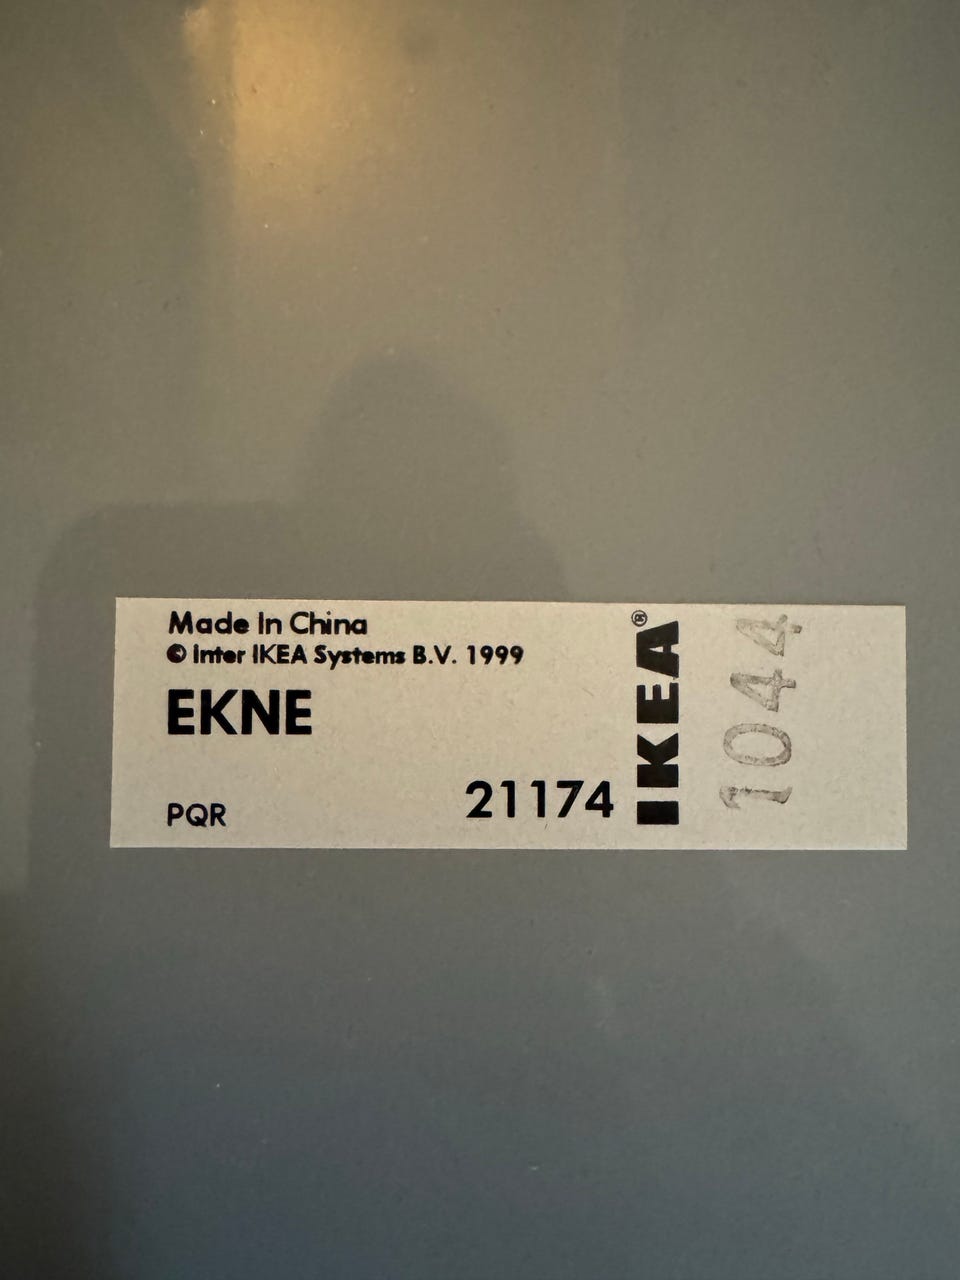 Made In China
© Inter IKEA Systems B.V. 1999
EKNE
PQR
21174
IKEA®
1044